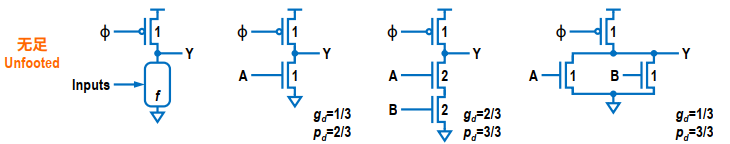 无足
Unfooted
ϕ 1
Y
Inputs
f
ϕ 1
Y
A 1
g_d=1/3
p_d=2/3
ϕ 1
Y
A 2
B 2
g_d=2/3
p_d=3/3
ϕ 1
Y
A 1 B 1
g_d=1/3
p_d=3/3